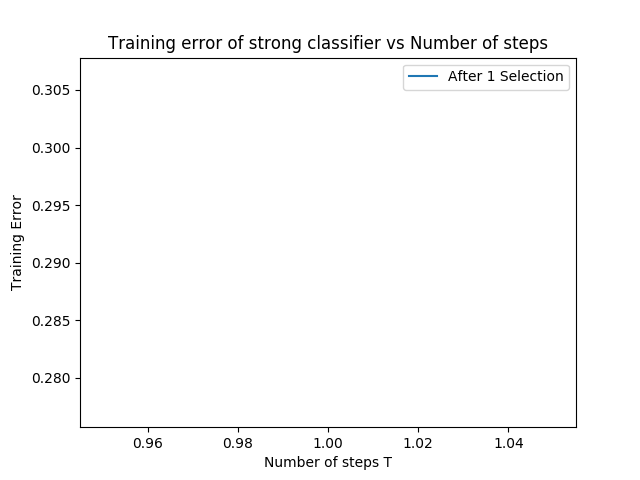 Training error of strong classifier vs Number of steps
After 1 Selection
0.305
0.300
0.295
0.290
0.285
0.280
Training Error
0.96 0.98 1.00 1.02 1.04
Number of steps T